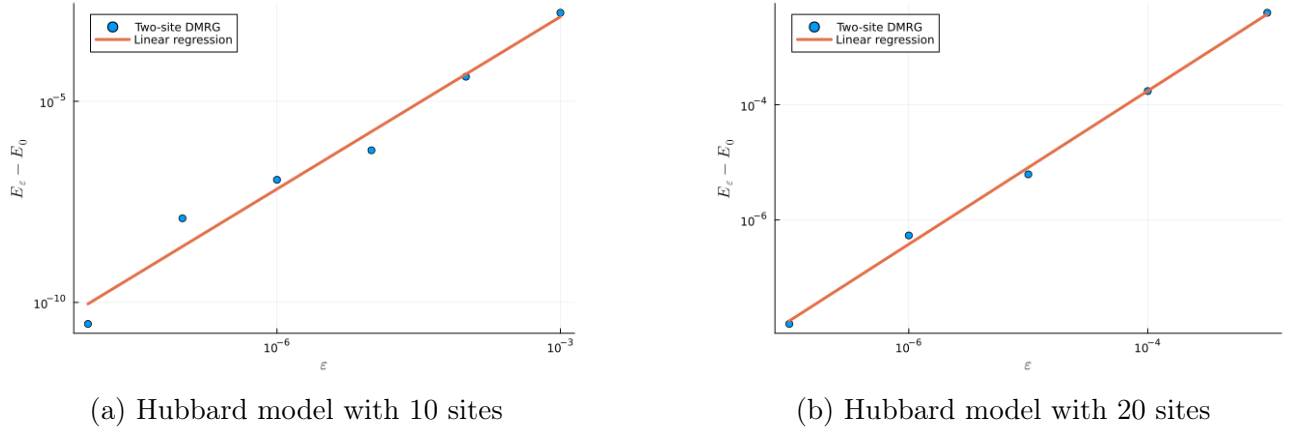 Two-site DMRG
Linear regression
10⁻⁵
10⁻¹⁰
E_ε − E₀
10⁻⁶
10⁻³
ε
(a) Hubbard model with 10 sites
Two-site DMRG
Linear regression
10⁻⁴
10⁻⁶
E_ε − E₀
10⁻⁶
10⁻⁴
ε
(b) Hubbard model with 20 sites